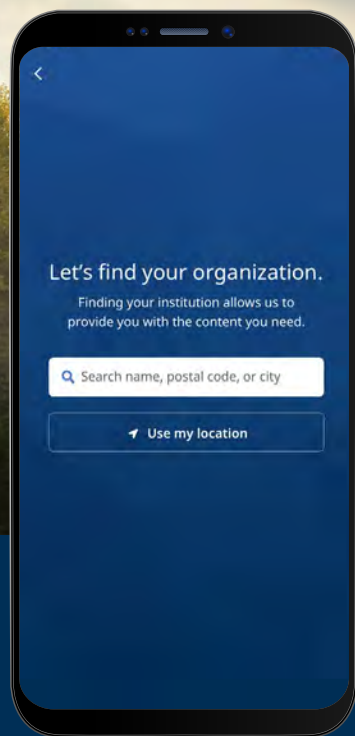 Let's find your organization.
Finding your institution allows us to
provide you with the content you need.
Search name, postal code, or city
Use my location